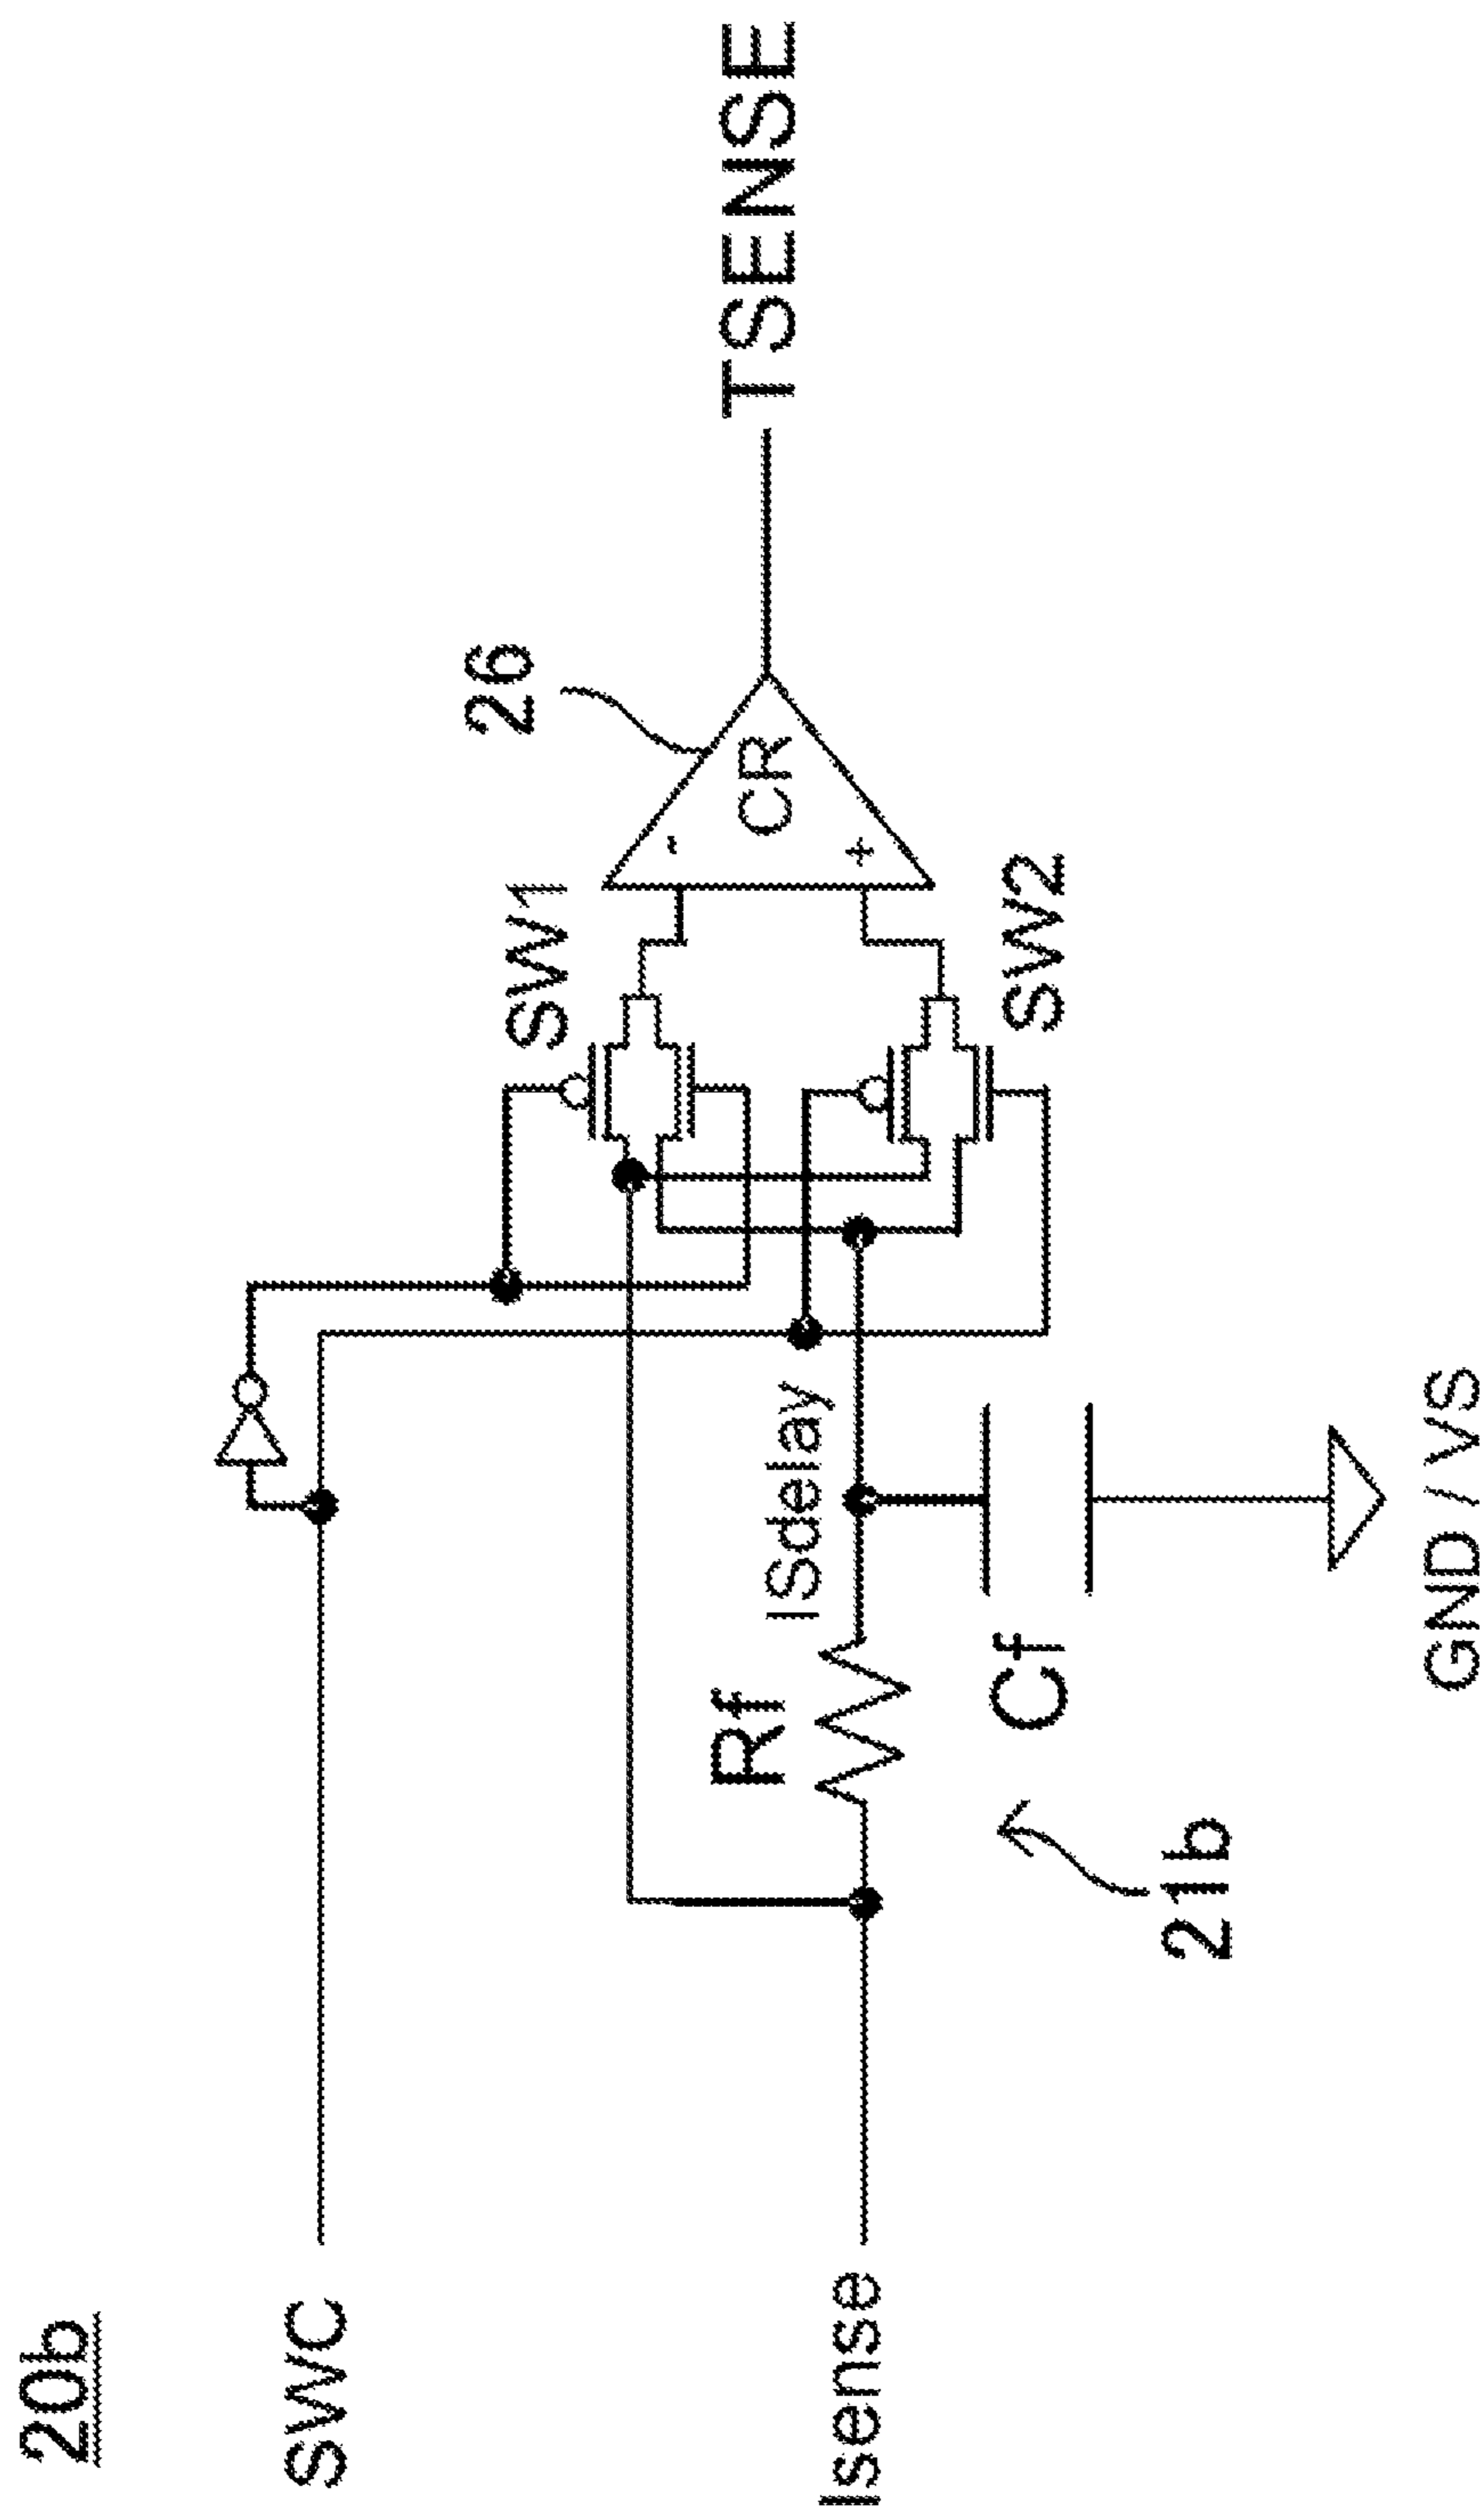 20b
SWC
Isense
Rf
ISdelay
Cf
21b
GND / VS
SW1
SW2
26
-
CR
+
TSENSE